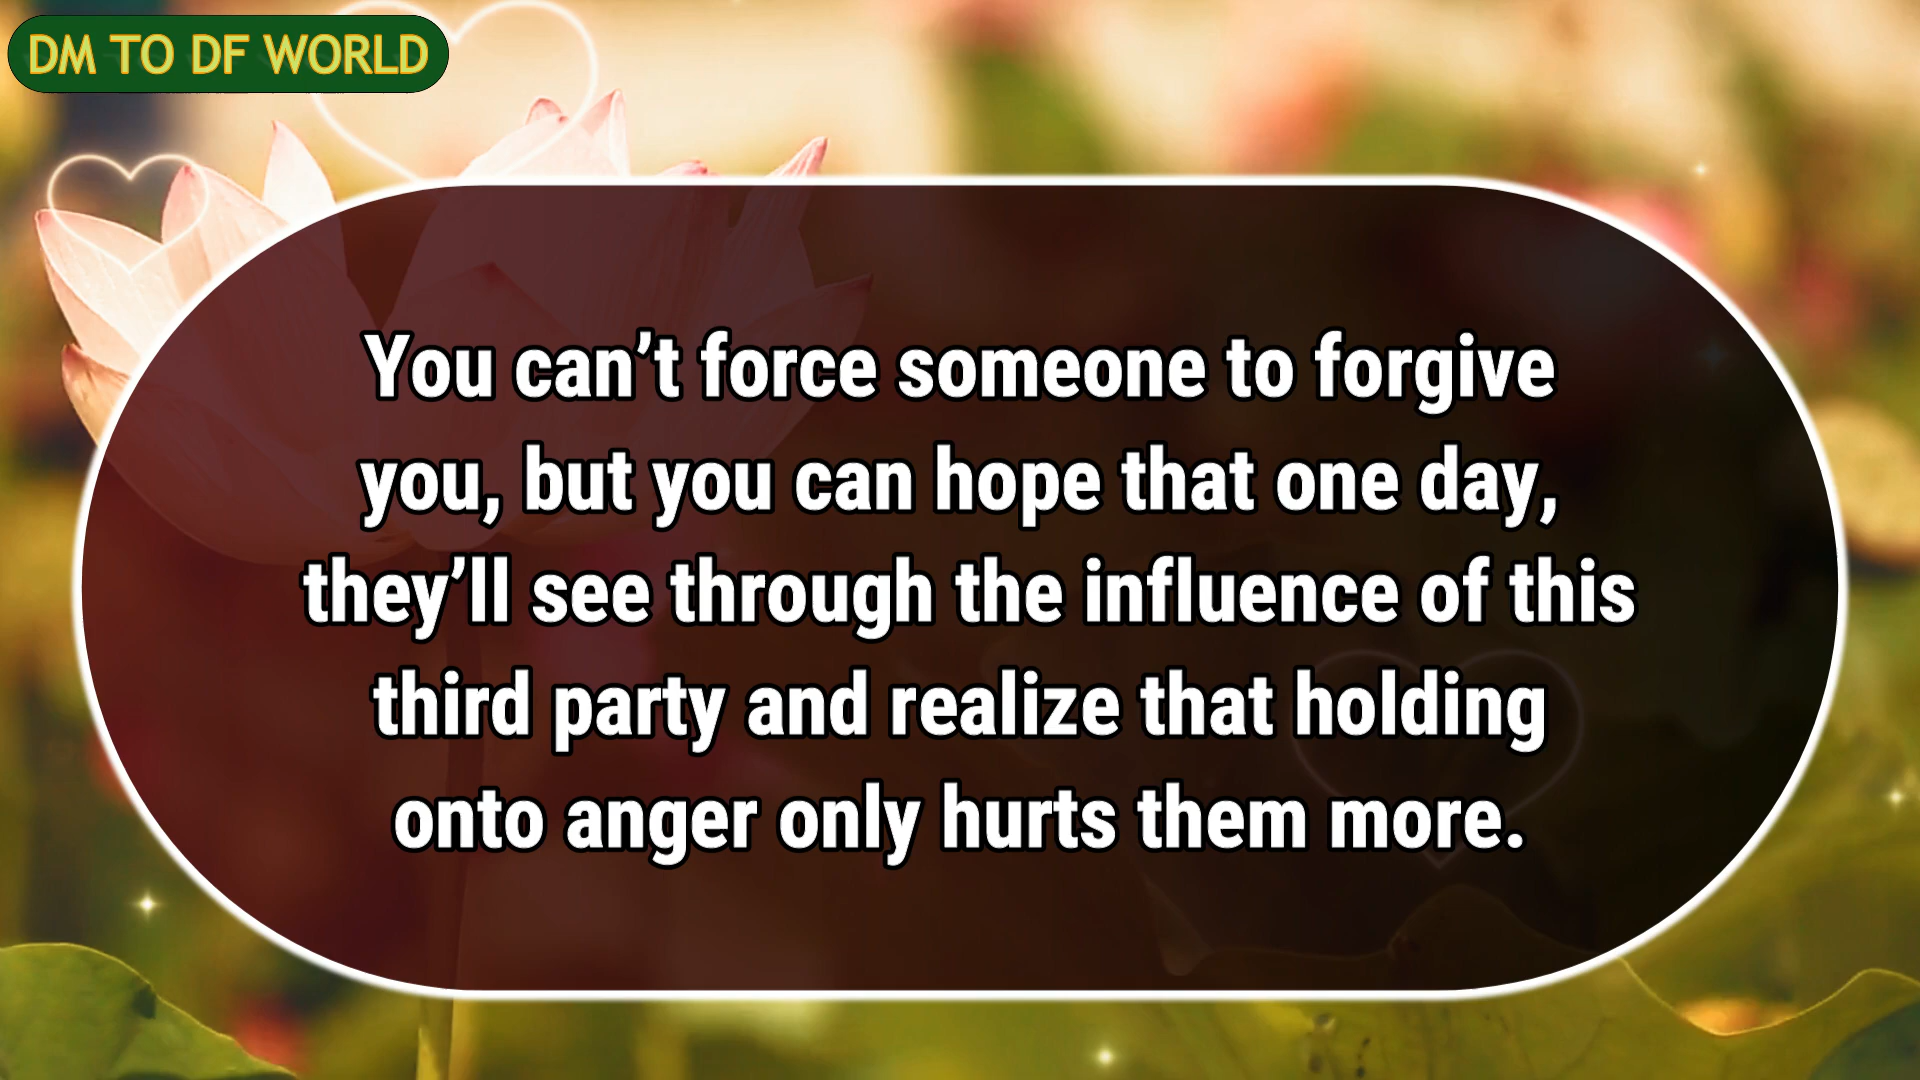 DM TO DF WORLD
You can’t force someone to forgive
you, but you can hope that one day,
they’ll see through the influence of this
third party and realize that holding
onto anger only hurts them more.